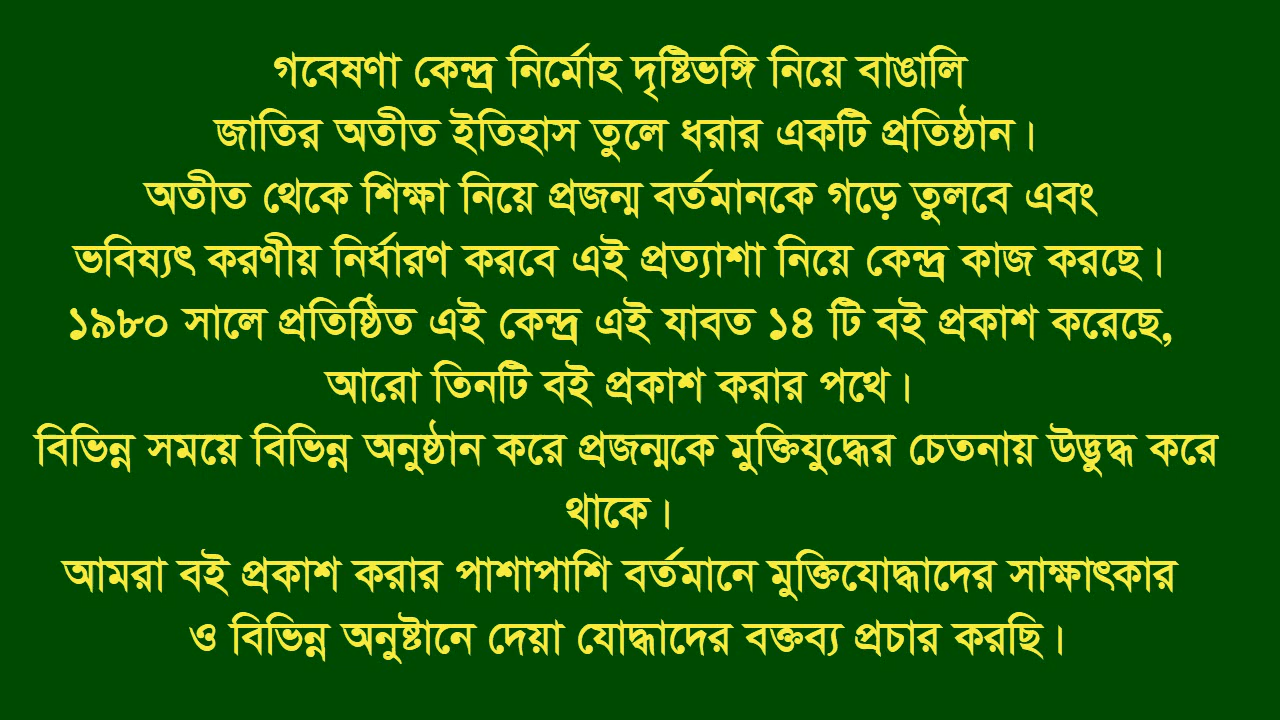 গবেষণা কেন্দ্র নির্মোহ দৃষ্টিভঙ্গি নিয়ে বাঙালি
জাতির অতীত ইতিহাস তুলে ধরার একটি প্রতিষ্ঠান।
অতীত থেকে শিক্ষা নিয়ে প্রজন্ম বর্তমানকে গড়ে তুলবে এবং
ভবিষ্যৎ করণীয় নির্ধারণ করবে এই প্রত্যাশা নিয়ে কেন্দ্র কাজ করছে।
১৯৮০ সালে প্রতিষ্ঠিত এই কেন্দ্র এই যাবত ১৪ টি বই প্রকাশ করেছে,
আরো তিনটি বই প্রকাশ করার পথে।
বিভিন্ন সময়ে বিভিন্ন অনুষ্ঠান করে প্রজন্মকে মুক্তিযুদ্ধের চেতনায় উদ্ভুদ্ধ করে
থাকে।
আমরা বই প্রকাশ করার পাশাপাশি বর্তমানে মুক্তিযোদ্ধাদের সাক্ষাৎকার
ও বিভিন্ন অনুষ্টানে দেয়া যোদ্ধাদের বক্তব্য প্রচার করছি।